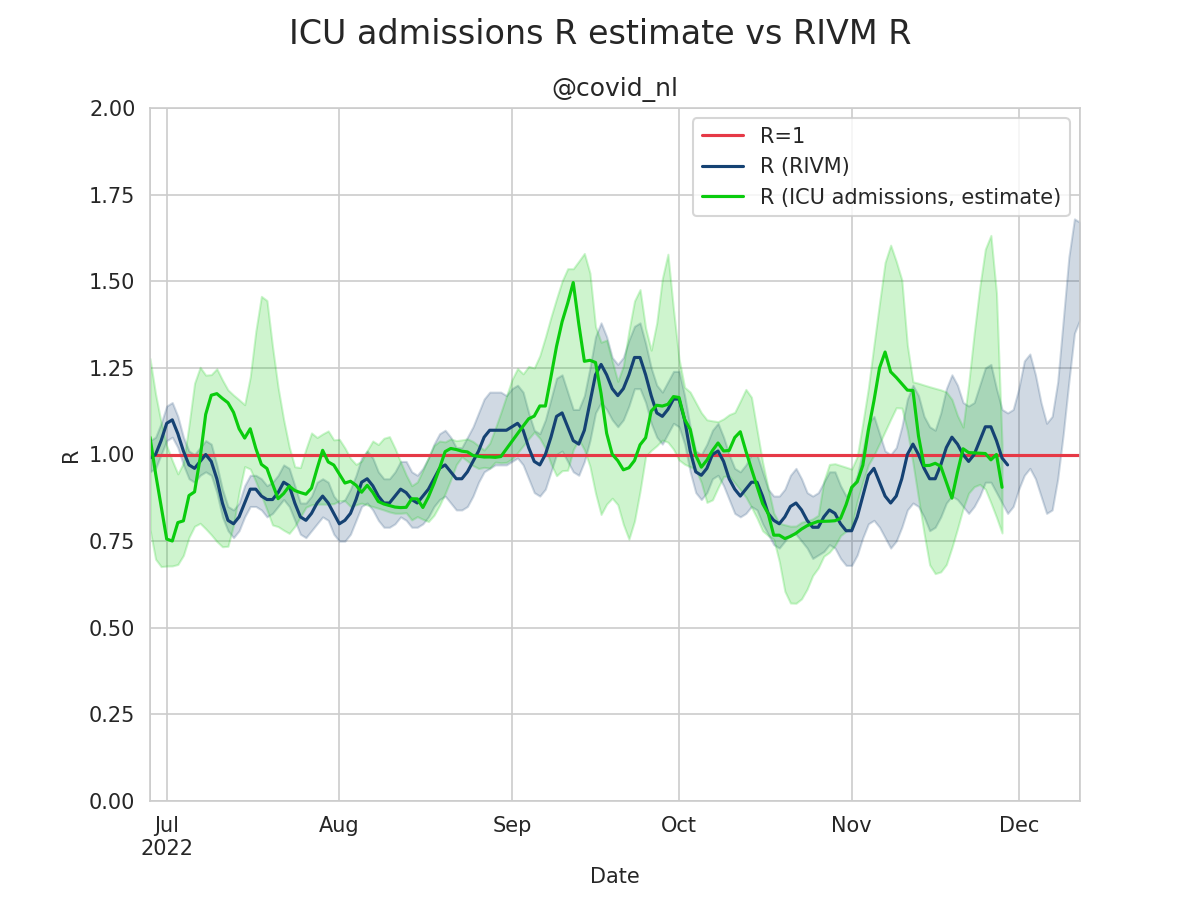 ICU admissions R estimate vs RIVM R
@covid_nl
R=1
R (RIVM)
R (ICU admissions, estimate)
2.00
1.75
1.50
1.25
1.00
0.75
0.50
0.25
0.00
R
Jul
2022
Aug
Sep
Oct
Nov
Dec
Date